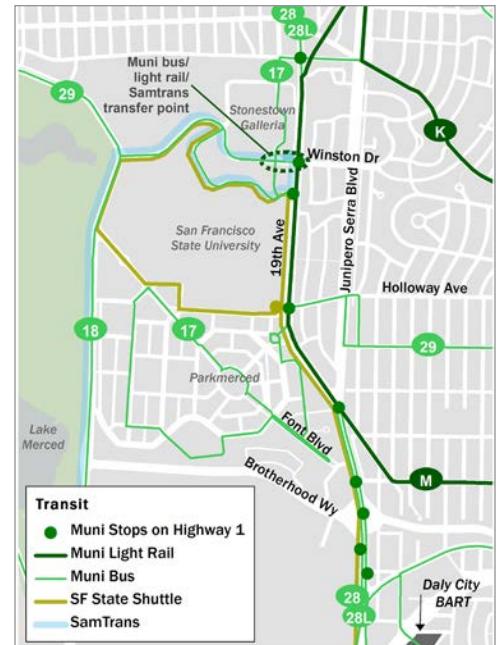 28
28L
Muni bus/
light rail/
Samtrans
transfer point
17
29
Stonestown
Galleria
K
Winston Dr
San Francisco
State University
19th Ave
Junipero Serra Blvd
Holloway Ave
18
17
29
Parkmerced
Lake
Merced
Font Blvd
Brotherhood Wy
M
Transit
Muni Stops on Highway 1
Muni Light Rail
Muni Bus
SF State Shuttle
SamTrans
28
28L
Daly City
BART